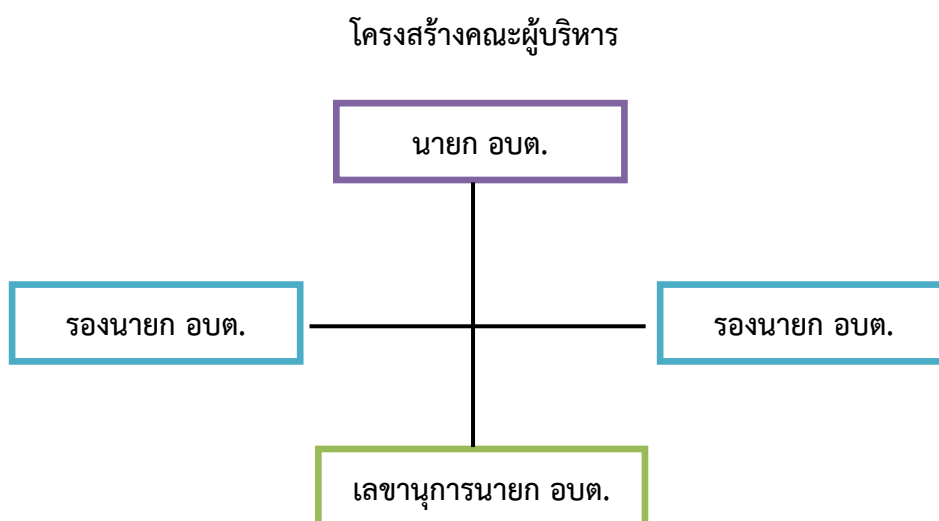 โครงสร้างคณะผู้บริหาร
นายก อบต.
รองนายก อบต.
รองนายก อบต.
เลขานุการนายก อบต.